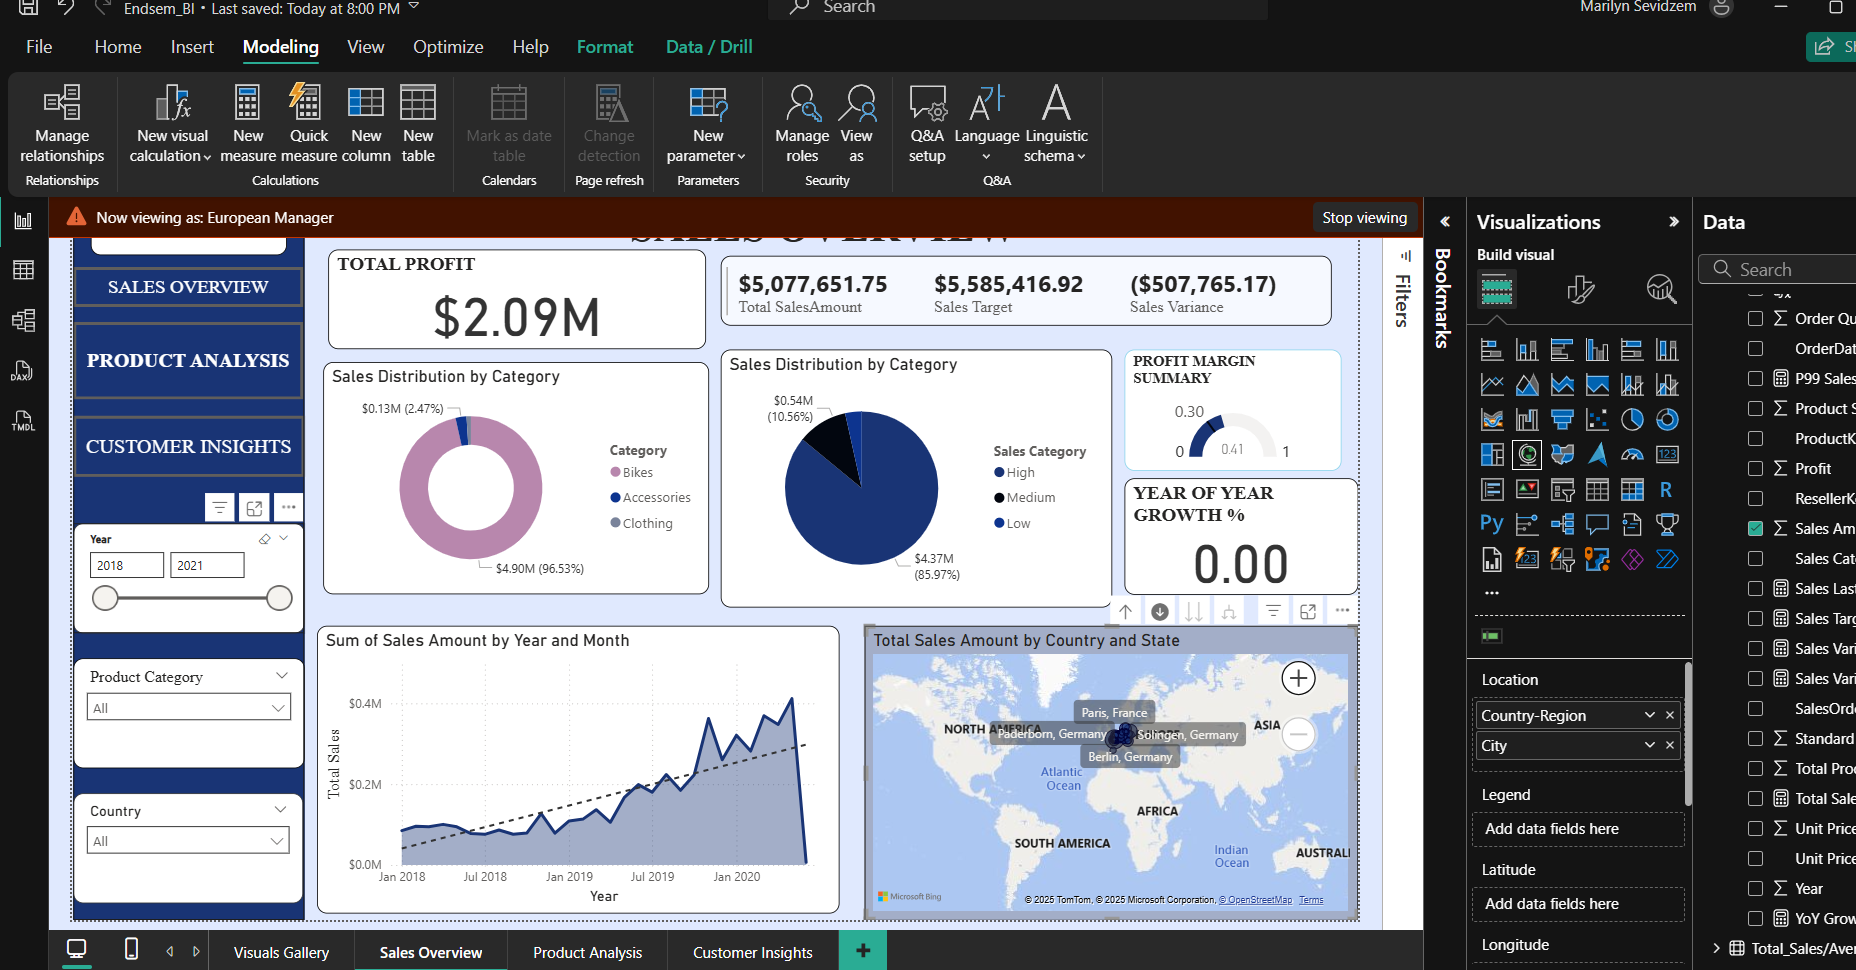 Endsem_BI • Last saved: Today at 8:00 PM
Search
Marilyn Sevidzem
File
Home
Insert
Modeling
View
Optimize
Help
Format
Data / Drill
Manage relationships
Relationships
New visual calculation
New measure
Quick measure
New column
New table
Calculations
Mark as date table
Calendars
Change detection
Page refresh
New parameter
Parameters
Manage roles
View as
Security
Q&A setup
Language
Linguistic schema
Q&A
Now viewing as: European Manager
Stop viewing
SALES OVERVIEW
SALES OVERVIEW
PRODUCT ANALYSIS
CUSTOMER INSIGHTS
Year
2018
2021
Product Category
All
Country
All
TOTAL PROFIT
$2.09M
$5,077,651.75
Total SalesAmount
$5,585,416.92
Sales Target
($507,765.17)
Sales Variance
Sales Distribution by Category
$0.13M (2.47%)
$4.90M (96.53%)
Category
Bikes
Accessories
Clothing
Sales Distribution by Category
$0.54M
(10.56%)
$4.37M
(85.97%)
Sales Category
High
Medium
Low
PROFIT MARGIN
SUMMARY
0.30
0
0.41
1
YEAR OF YEAR
GROWTH %
0.00
Sum of Sales Amount by Year and Month
Total Sales
$0.4M
$0.2M
$0.0M
Jan 2018
Jul 2018
Jan 2019
Jul 2019
Jan 2020
Year
Total Sales Amount by Country and State
Paris, France
NORTH AMERICA
Paderborn, Germany
Solingen, Germany
ASIA
Berlin, Germany
Atlantic
Ocean
AFRICA
SOUTH AMERICA
Indian
Ocean
AUSTRALI
Microsoft Bing
© 2025 TomTom, © 2025 Microsoft Corporation, © OpenStreetMap Terms
Filters
Bookmarks
Visualizations
Build visual
123
R
Py
123
Location
Country-Region
City
Legend
Add data fields here
Latitude
Add data fields here
Longitude
Data
Search
Order Qu
OrderDat
P99 Sales
Product S
ProductK
Profit
ResellerK
Sales Am
Sales Cat
Sales Last
Sales Targ
Sales Vari
Sales Vari
SalesOrd
Standard
Total Pro
Total Sale
Unit Price
Unit Price
Year
YoY Grow
Total_Sales/Aver
DAX
TMDL
Visuals Gallery
Sales Overview
Product Analysis
Customer Insights